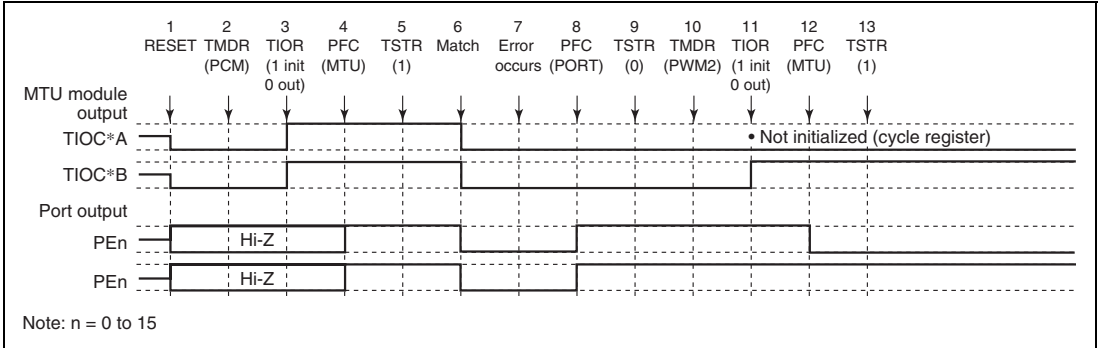 1 2 3 4 5 6 7 8 9 10 11 12 13
RESET TMDR TIOR PFC TSTR Match Error PFC TSTR TMDR TIOR PFC TSTR
(PCM) (1 init (MTU) (1) occurs (PORT) (0) (PWM2) (1 init (MTU) (1)
0 out) 0 out)
MTU module
output
TIOC*A
• Not initialized (cycle register)
TIOC*B
Port output
PEn Hi-Z
PEn Hi-Z
Note: n = 0 to 15